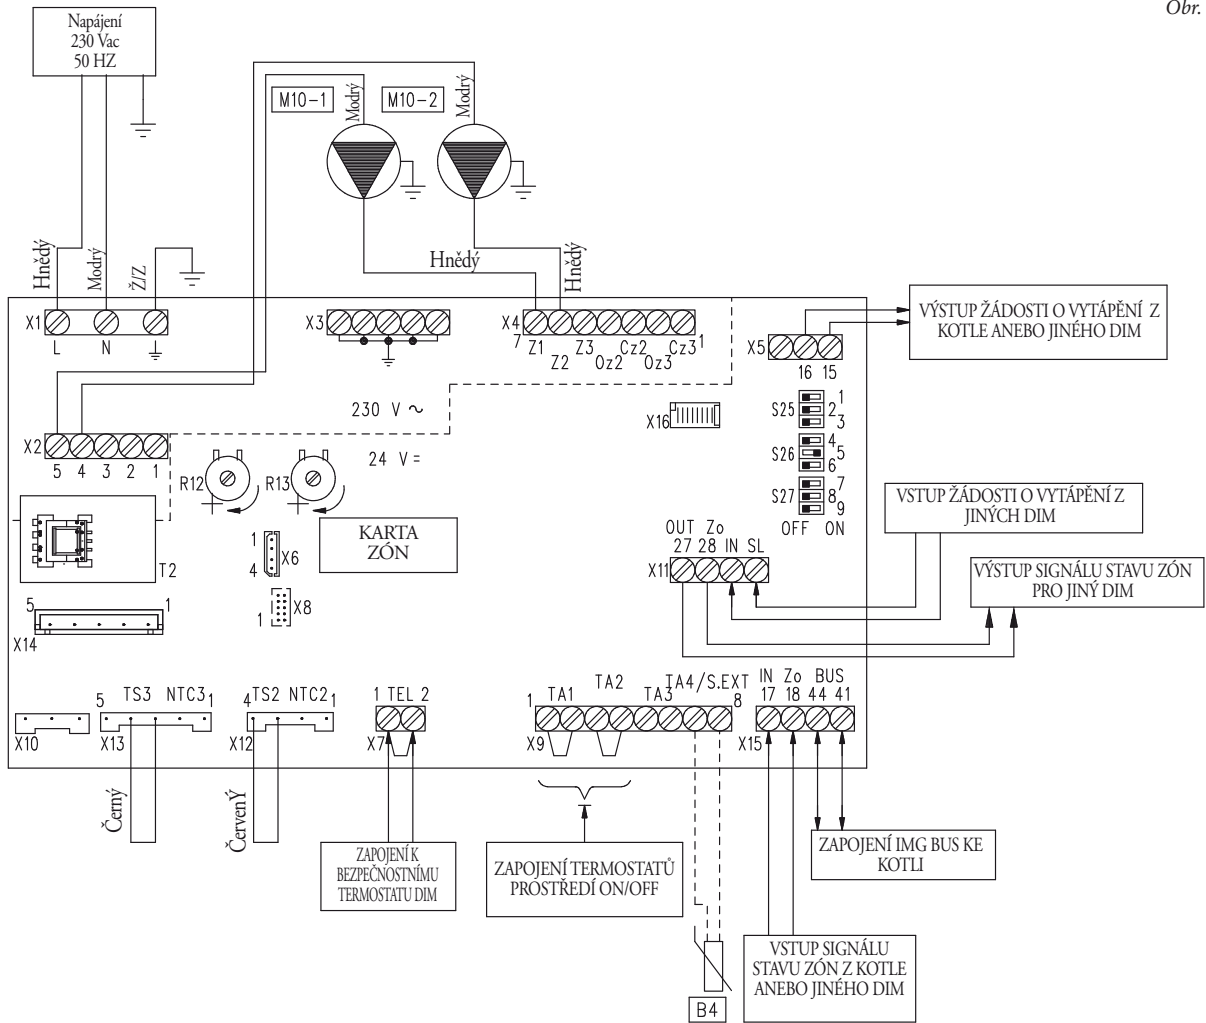 Obr.
Napájení
230 Vac
50 HZ
M10-1
Modrý
M10-2
Modrý
Hnědý
Modrý
Ž/Z
Hnědý
Hnědý
X1
L N
X3
X4
7 Z1 Z3 Cz2 Cz3 1
Z2 Oz2 Oz3
X5
16 15
VÝSTUP ŽÁDOSTI O VYTÁPĚNÍ Z
KOTLE ANEBO JINÉHO DIM
230 V ~
24 V =
X16
S25
1
2
3
S26
4
5
6
S27
7
8
9
OFF ON
X2
5 4 3 2 1
R12
R13
T2
KARTA
ZÓN
1
X6
4
X8
1
VSTUP ŽÁDOSTI O VYTÁPĚNÍ Z
JINÝCH DIM
OUT Zo
27 28 IN SL
X11
VÝSTUP SIGNÁLU STAVU ZÓN
PRO JINÝ DIM
5 1
X14
X10
5 TS3 NTC3 1
X13
4 TS2 NTC2 1
X12
1 TEL 2
X7
1 TA1 TA2 TA3 TA4/S.EXT 8
X9
IN Zo BUS
17 18 44 41
X15
Černý
ČervenÝ
ZAPOJENÍ K
BEZPEČNOSTNÍMU
TERMOSTATU DIM
ZAPOJENÍ TERMOSTATŮ
PROSTŘEDÍ ON/OFF
ZAPOJENÍ IMG BUS KE
KOTLI
VSTUP SIGNÁLU
STAVU ZÓN Z KOTLE
ANEBO JINÉHO DIM
B4